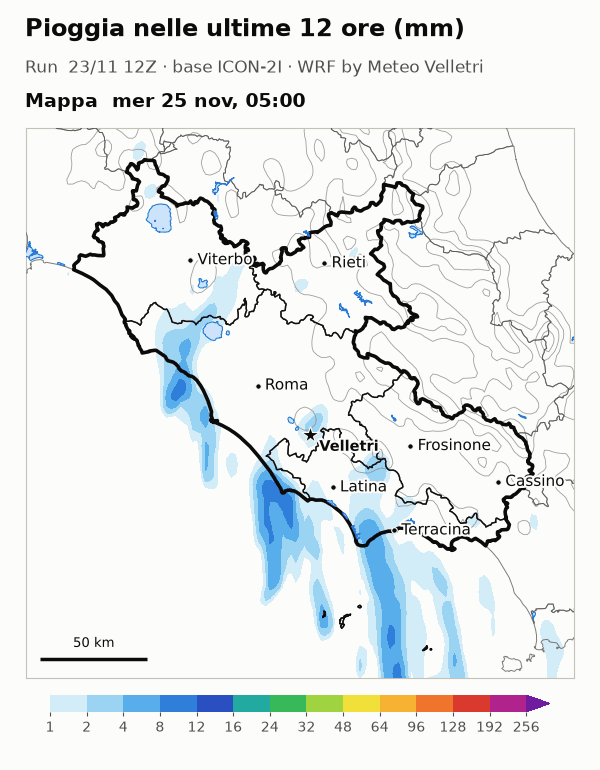 Pioggia nelle ultime 12 ore (mm)
Run  23/11 12Z · base ICON-2I · WRF by Meteo Velletri
Mappa  mer 25 nov, 05:00
Viterbo
Rieti
Roma
Velletri
Frosinone
Cassino
Latina
Terracina
50 km
1 2 4 8 12 16 24 32 48 64 96 128 192 256